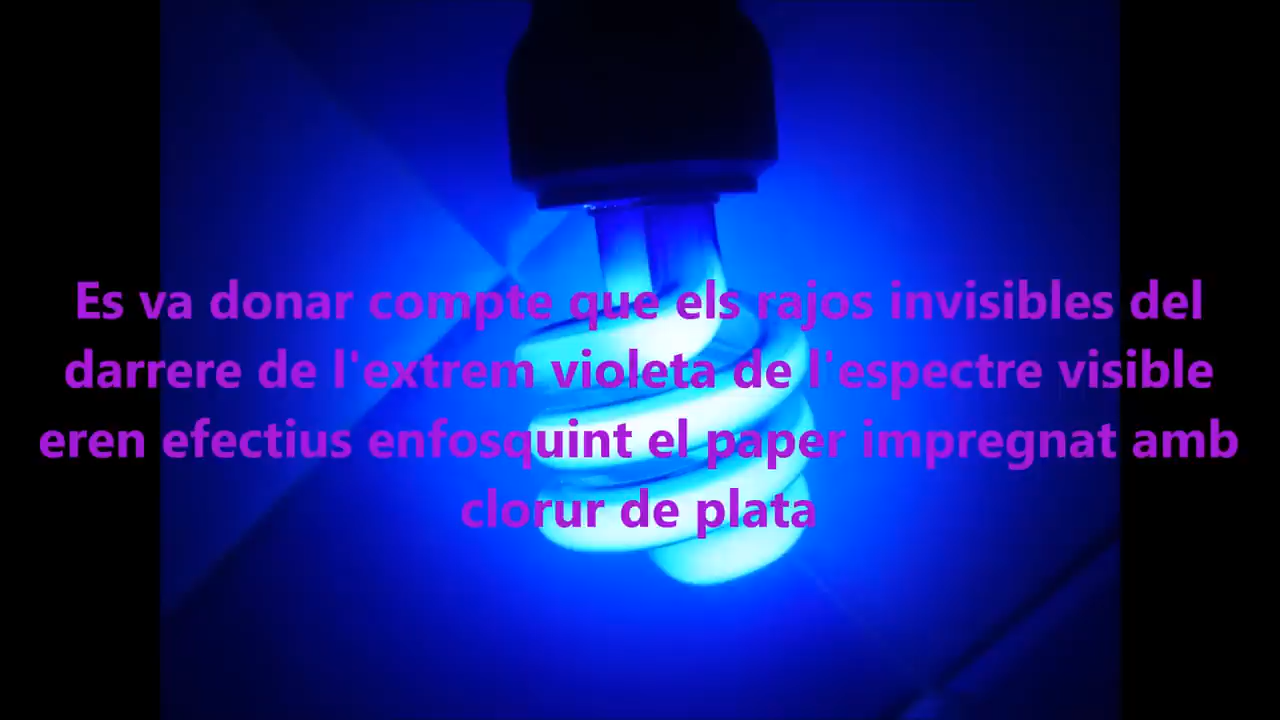 Es va donar compte que els rajos invisibles del
darrere de l'extrem violeta de l'espectre visible
eren efectius enfosquint el paper impregnat amb
clorur de plata